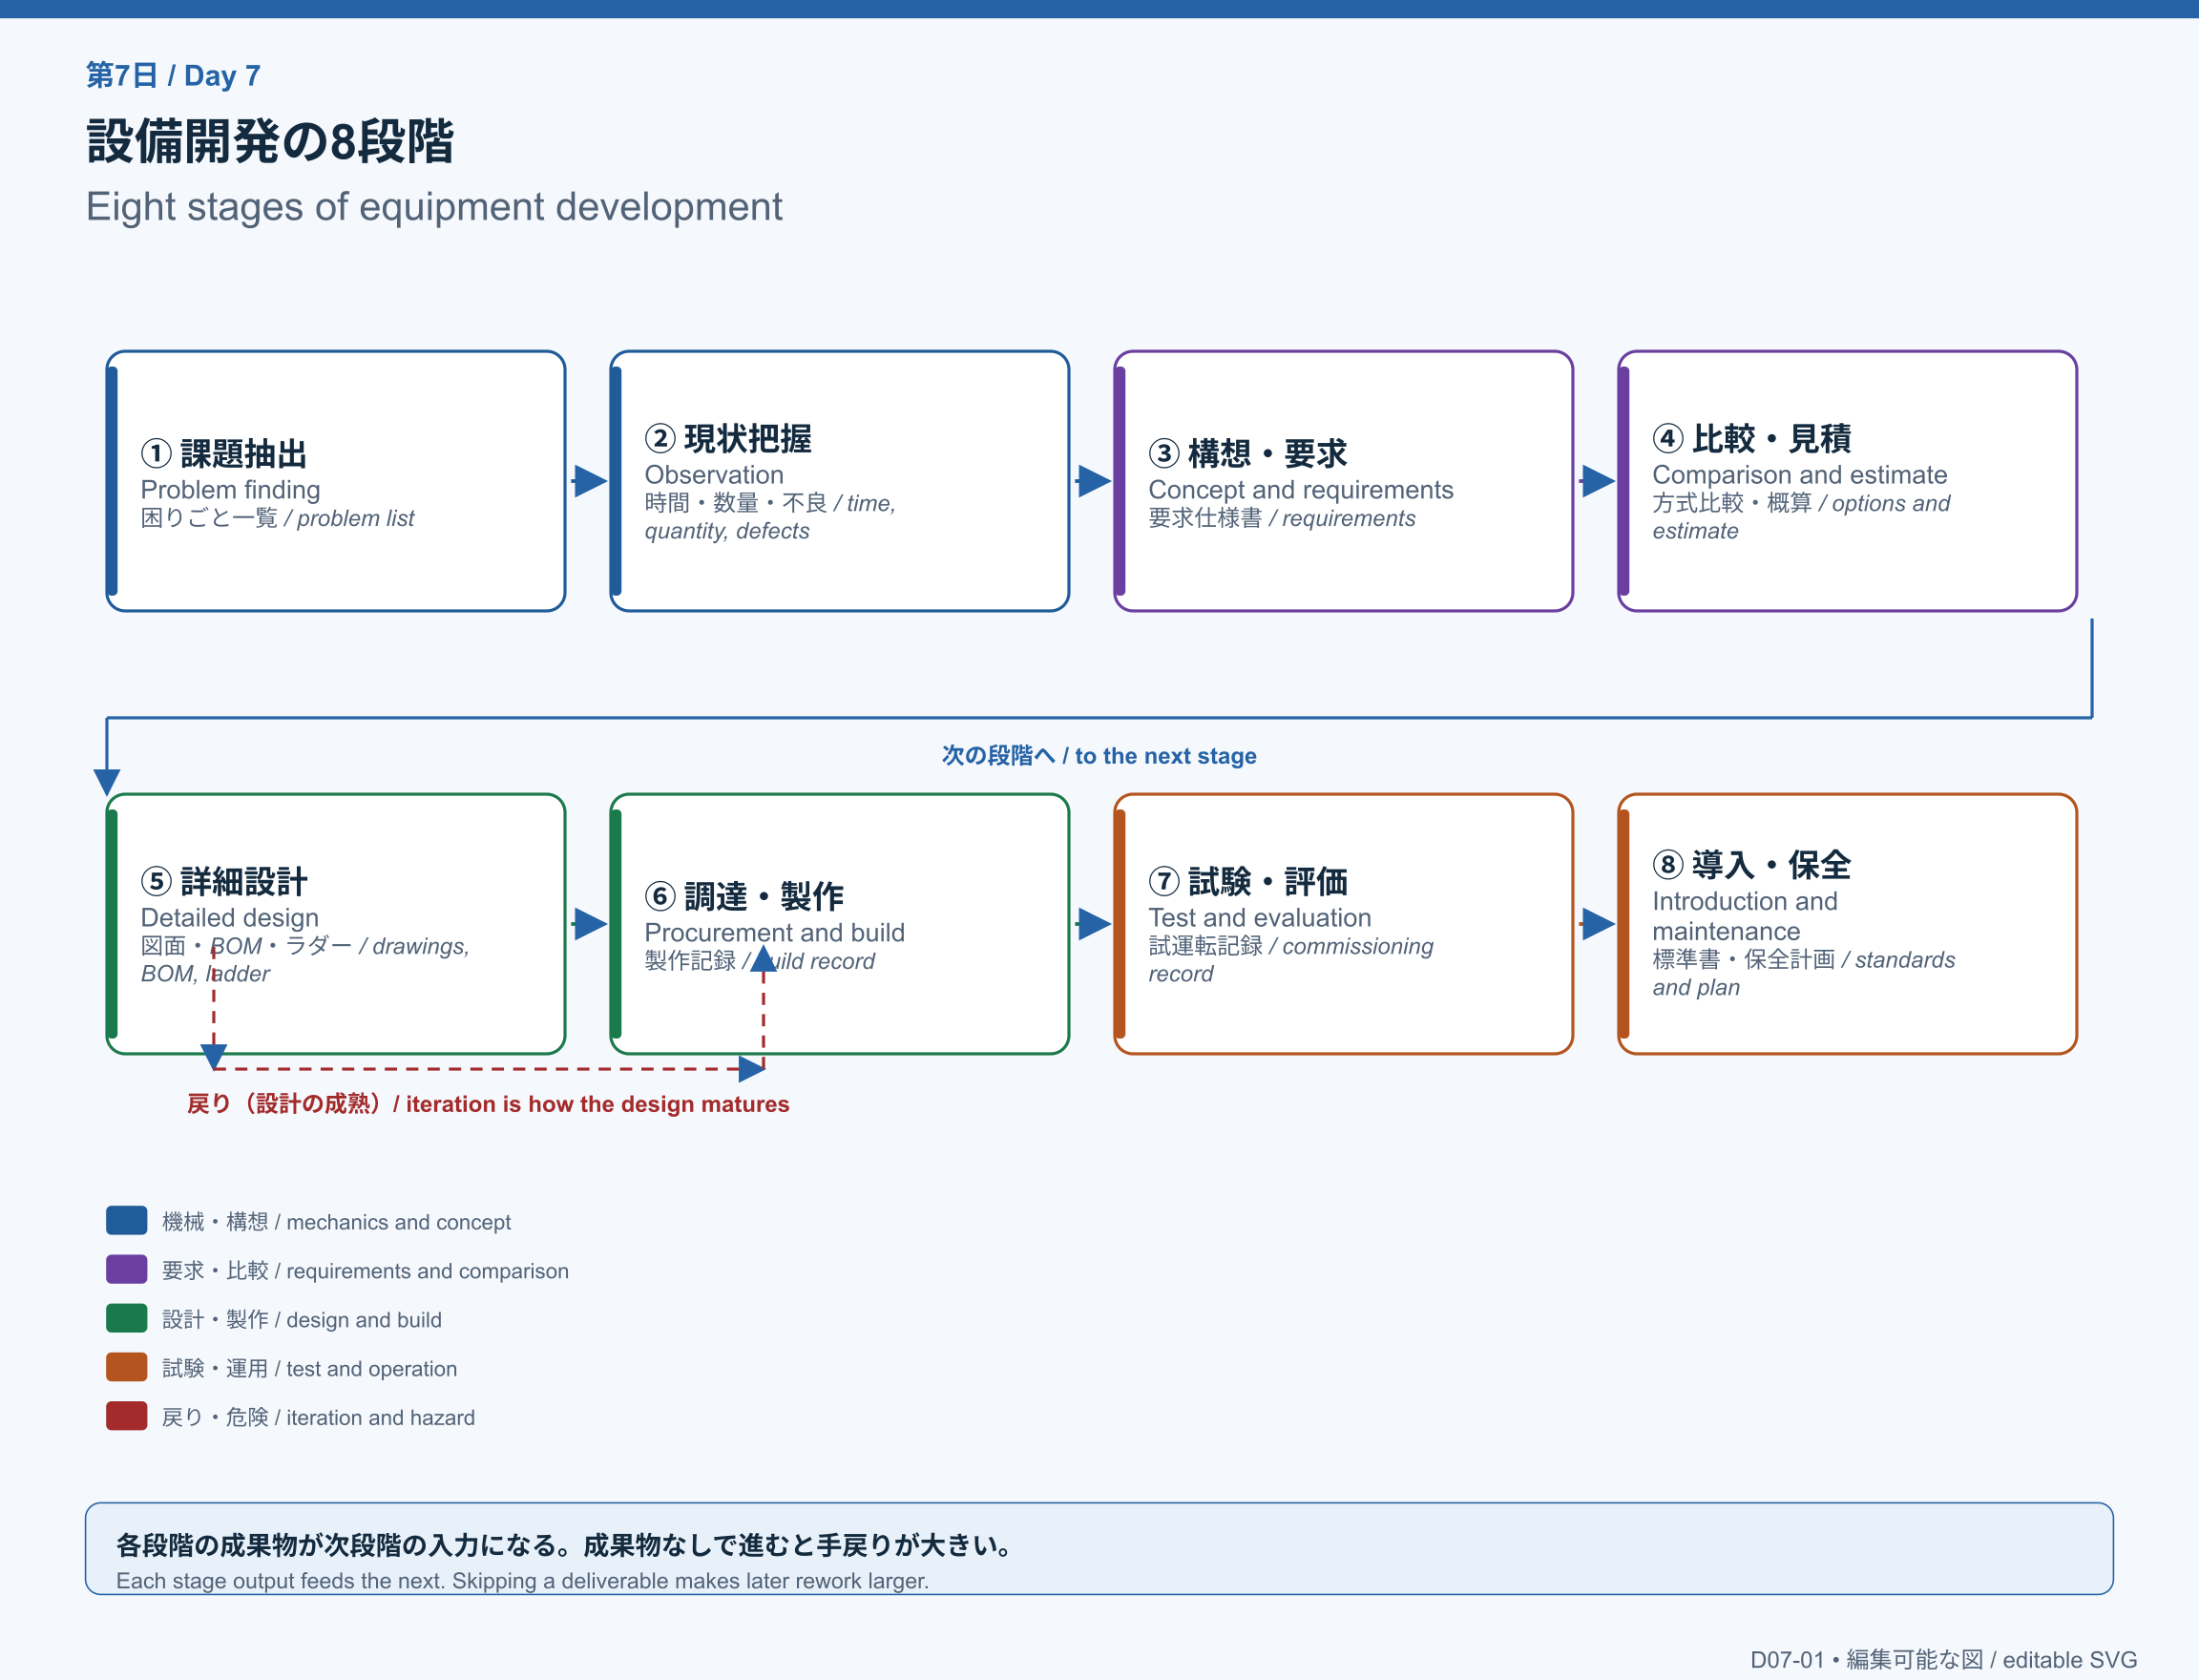 第7日 / Day 7
設備開発の8段階
Eight stages of equipment development
① 課題抽出
Problem finding
困りごと一覧 / problem list
② 現状把握
Observation
時間・数量・不良 / time,
quantity, defects
③ 構想・要求
Concept and requirements
要求仕様書 / requirements
④ 比較・見積
Comparison and estimate
方式比較・概算 / options and
estimate
次の段階へ / to the next stage
⑤ 詳細設計
Detailed design
図面・BOM・ラダー / drawings,
BOM, ladder
⑥ 調達・製作
Procurement and build
製作記録 / build record
⑦ 試験・評価
Test and evaluation
試運転記録 / commissioning
record
⑧ 導入・保全
Introduction and
maintenance
標準書・保全計画 / standards
and plan
戻り（設計の成熟）/ iteration is how the design matures
機械・構想 / mechanics and concept
要求・比較 / requirements and comparison
設計・製作 / design and build
試験・運用 / test and operation
戻り・危険 / iteration and hazard
各段階の成果物が次段階の入力になる。成果物なしで進むと手戻りが大きい。
Each stage output feeds the next. Skipping a deliverable makes later rework larger.
D07-01 • 編集可能な図 / editable SVG